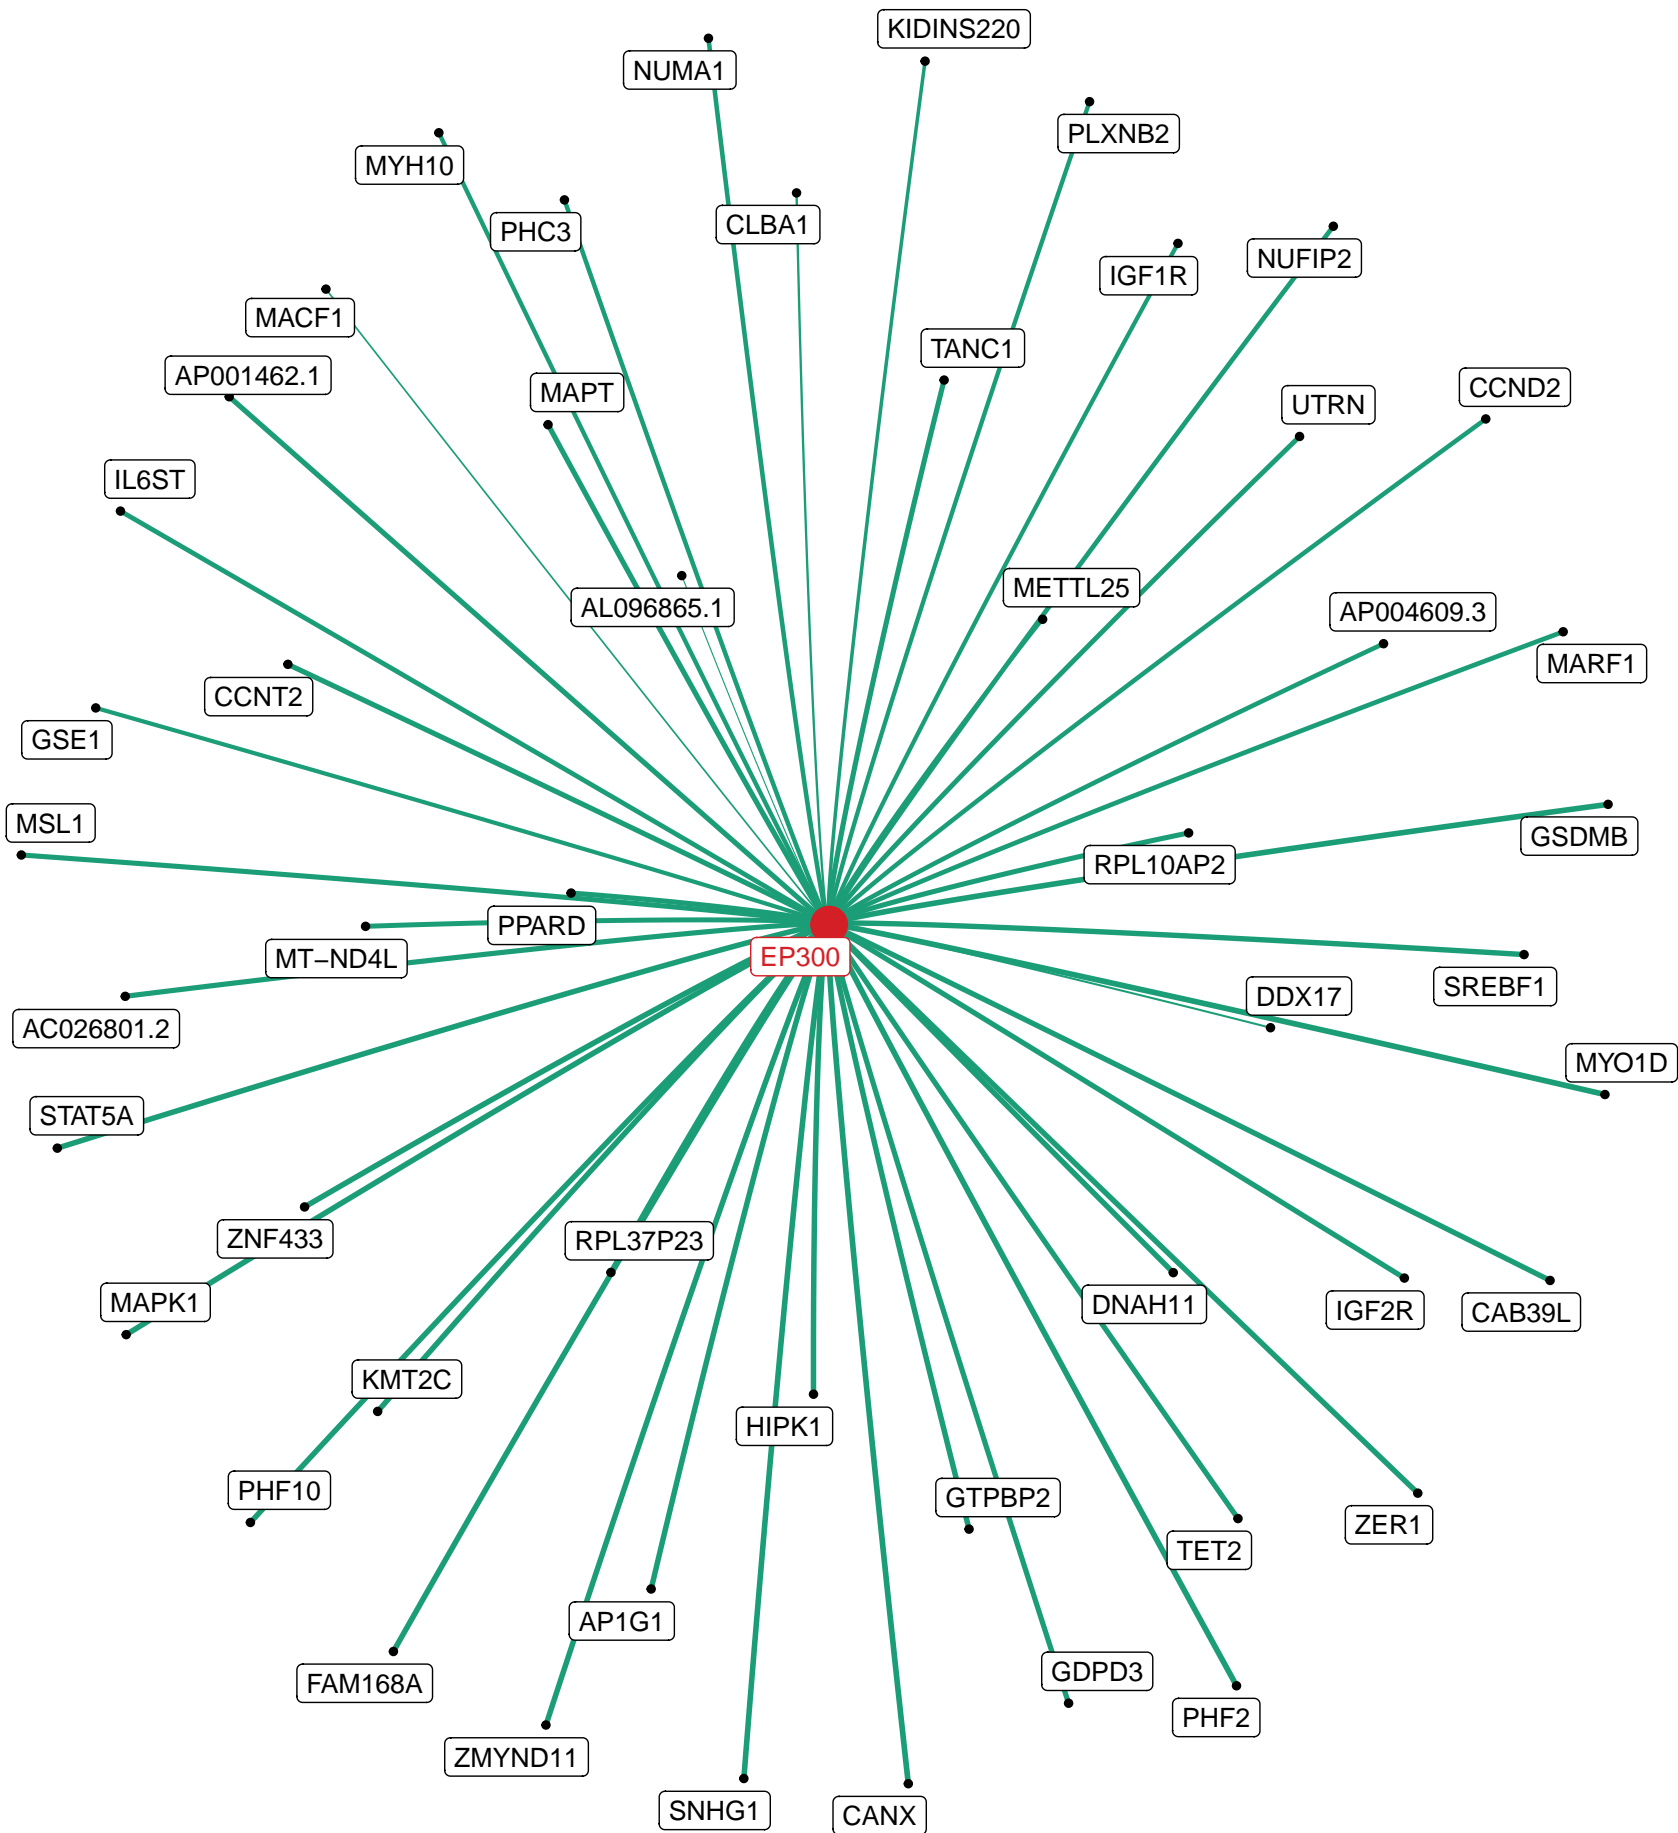 KIDINS220
NUMA1
PLXNB2
MYH10
CLBA1
PHC3
NUFIP2
IGF1R
MACF1
TANC1
AP001462.1
CCND2
MAPT
UTRN
IL6ST
METTL25
AL096865.1
AP004609.3
MARF1
CCNT2
GSE1
MSL1
GSDMB
RPL10AP2
PPARD
EP300
MT−ND4L
SREBF1
DDX17
AC026801.2
MYO1D
STAT5A
ZNF433
RPL37P23
MAPK1
DNAH11
IGF2R
CAB39L
KMT2C
HIPK1
PHF10
GTPBP2
ZER1
TET2
AP1G1
GDPD3
FAM168A
PHF2
ZMYND11
SNHG1
CANX